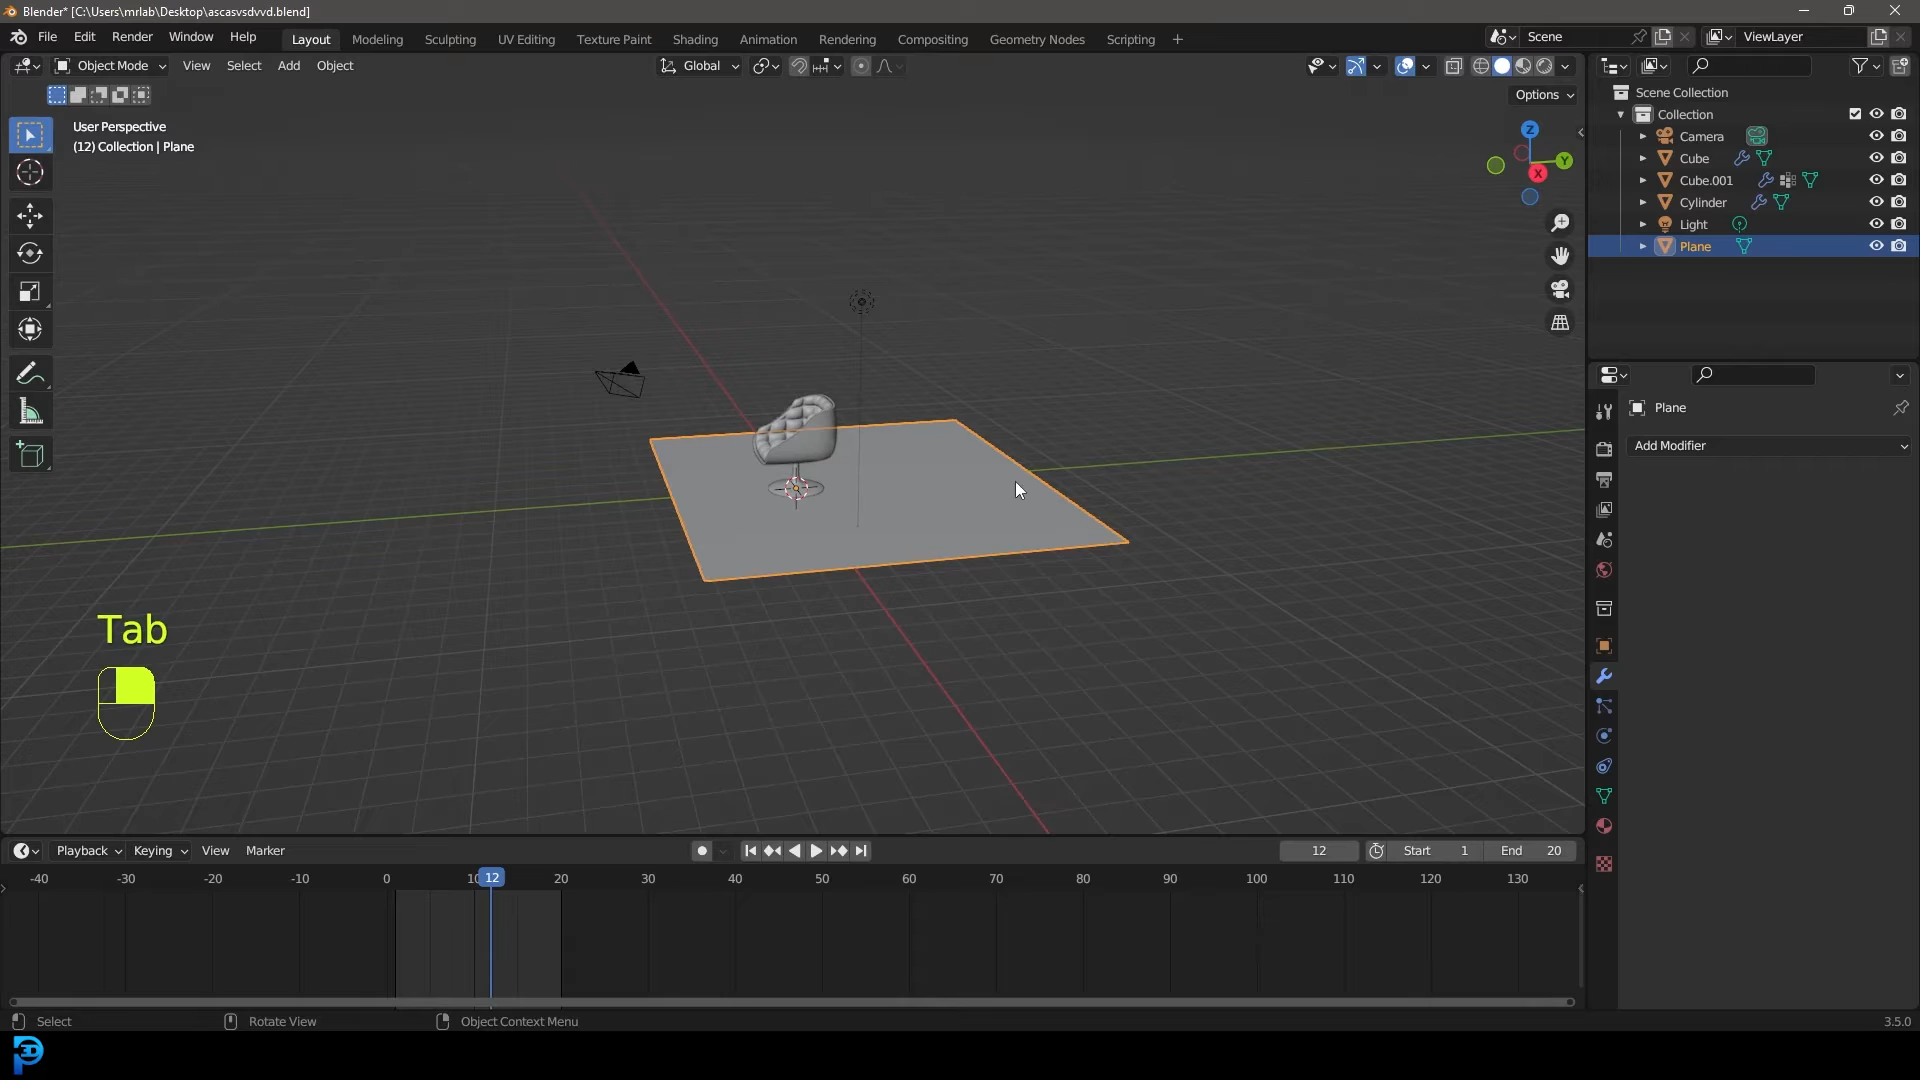 Blender* [C:\Users\mrlab\Desktop\ascasvsdvvd.blend]
File Edit Render Window Help Layout Modeling Sculpting UV Editing Texture Paint Shading Animation Rendering Compositing Geometry Nodes Scripting + Scene ViewLayer
Object Mode View Select Add Object Global
Options
User Perspective
(12) Collection | Plane
Z
Y
X
Scene Collection
Collection
Camera
Cube
Cube.001
Cylinder
Light
Plane
Plane
Add Modifier
Tab
Playback Keying View Marker 12 Start 1 End 20
-40 -30 -20 -10 0 10 12 20 30 40 50 60 70 80 90 100 110 120 130
Select Rotate View Object Context Menu 3.5.0